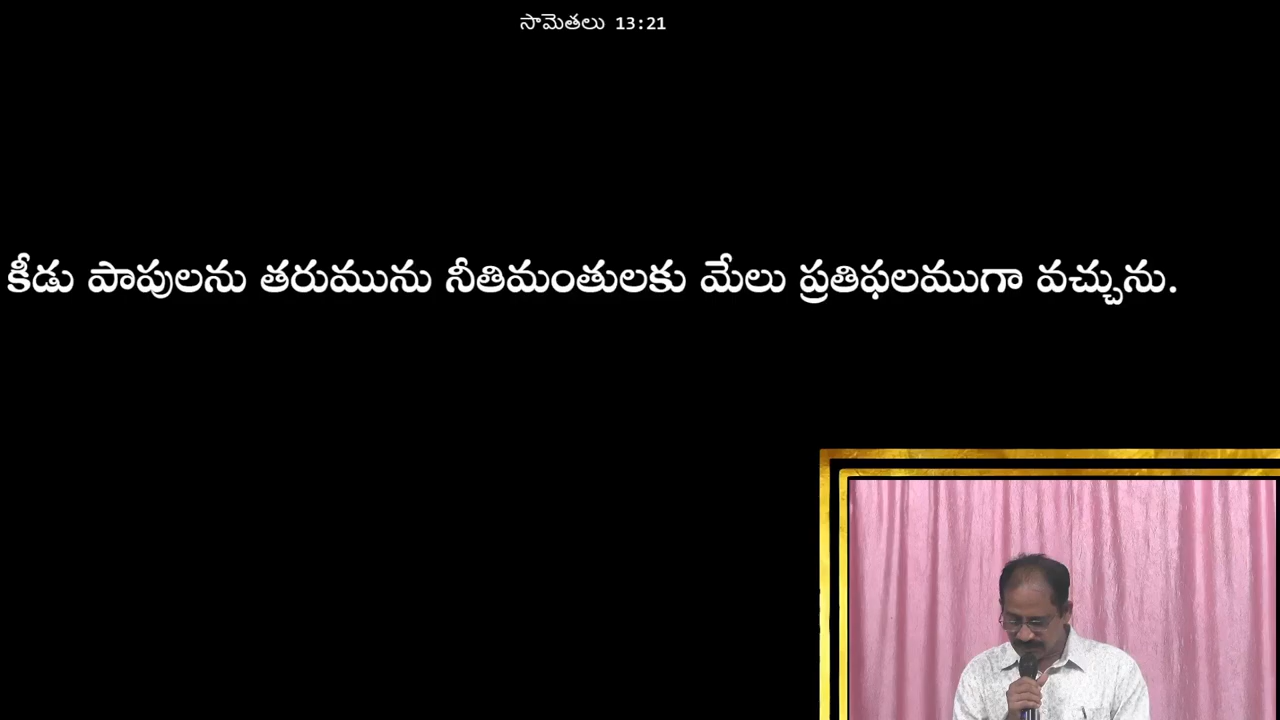 సామెతలు 13:21
కీడు పాపులను తరుమును నీతిమంతులకు మేలు ప్రతిఫలముగా వచ్చును.